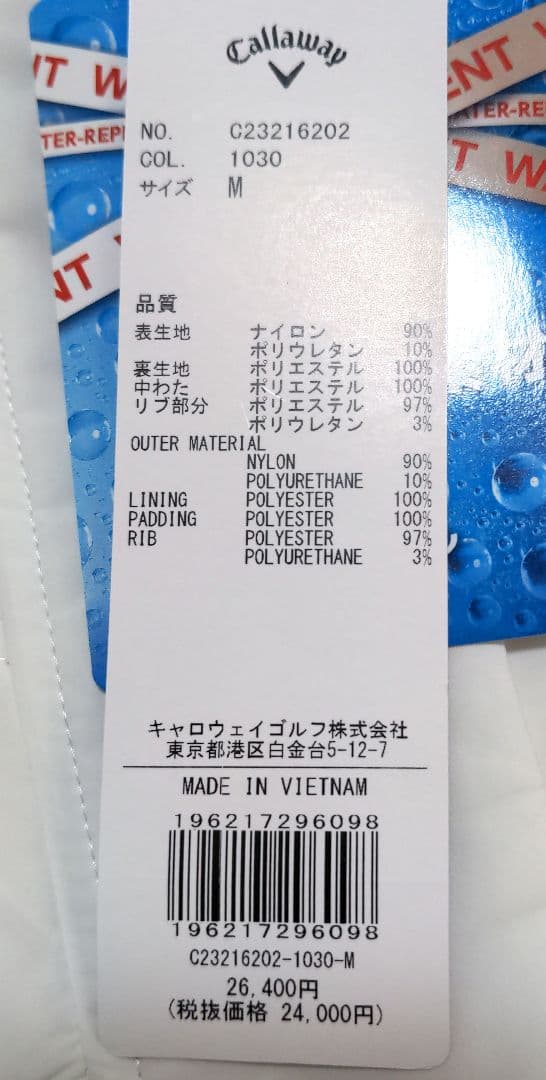 Callaway
NO. C23216202
COL. 1030
サイズ M
品質
表生地 ナイロン 90%
ポリウレタン 10%
裏生地 ポリエステル 100%
中わた ポリエステル 100%
リブ部分 ポリエステル 97%
ポリウレタン 3%
OUTER MATERIAL
NYLON 90%
POLYURETHANE 10%
LINING POLYESTER 100%
PADDING POLYESTER 100%
RIB POLYESTER 97%
POLYURETHANE 3%
キャロウェイゴルフ株式会社
東京都港区白金台5-12-7
MADE IN VIETNAM
196217296098
196217296098
C23216202-1030-M
26,400円
(税抜価格 24,000円)